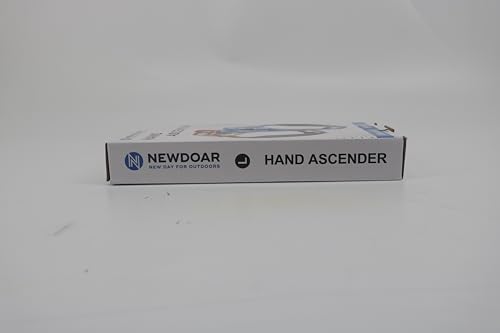 NEWDOAR
NEW DAY FOR OUTDOORS
L
HAND ASCENDER